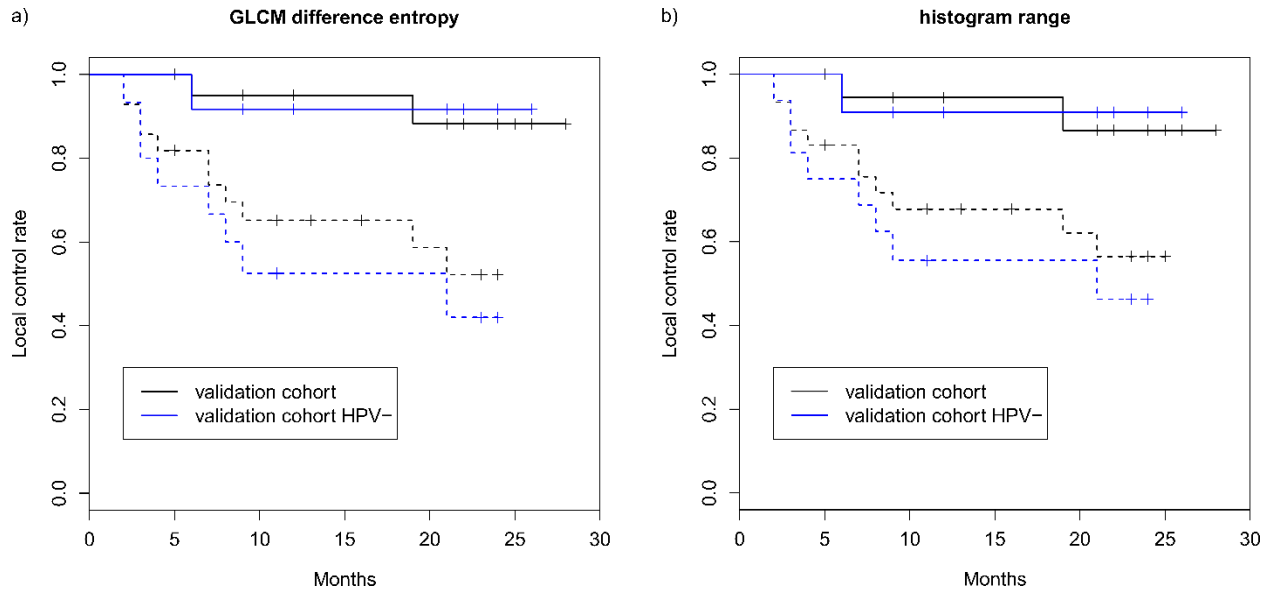 a)
GLCM difference entropy
1.0
0.8
0.6
0.4
0.2
0.0
Local control rate
validation cohort
validation cohort HPV−
0 5 10 15 20 25 30
Months
b)
histogram range
1.0
0.8
0.6
0.4
0.2
0.0
Local control rate
validation cohort
validation cohort HPV−
0 5 10 15 20 25 30
Months